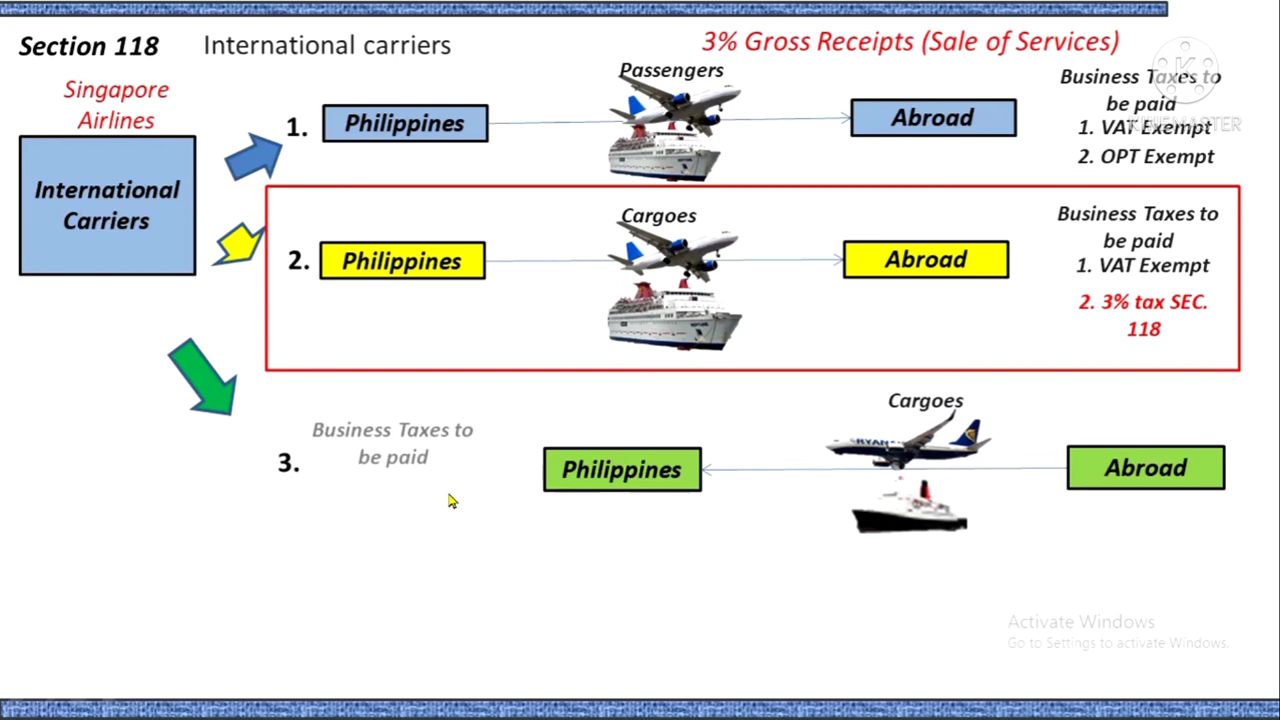 Section 118
International carriers
3% Gross Receipts (Sale of Services)
Singapore
Airlines
International
Carriers
1.
Philippines
Passengers
Abroad
Business Taxes to
be paid
1. VAT Exempt
2. OPT Exempt
KINEMASTER
2.
Philippines
Cargoes
Abroad
Business Taxes to
be paid
1. VAT Exempt
2. 3% tax SEC.
118
3.
Business Taxes to
be paid
Philippines
Cargoes
RYAN
Abroad
Activate Windows
Go to Settings to activate Windows.